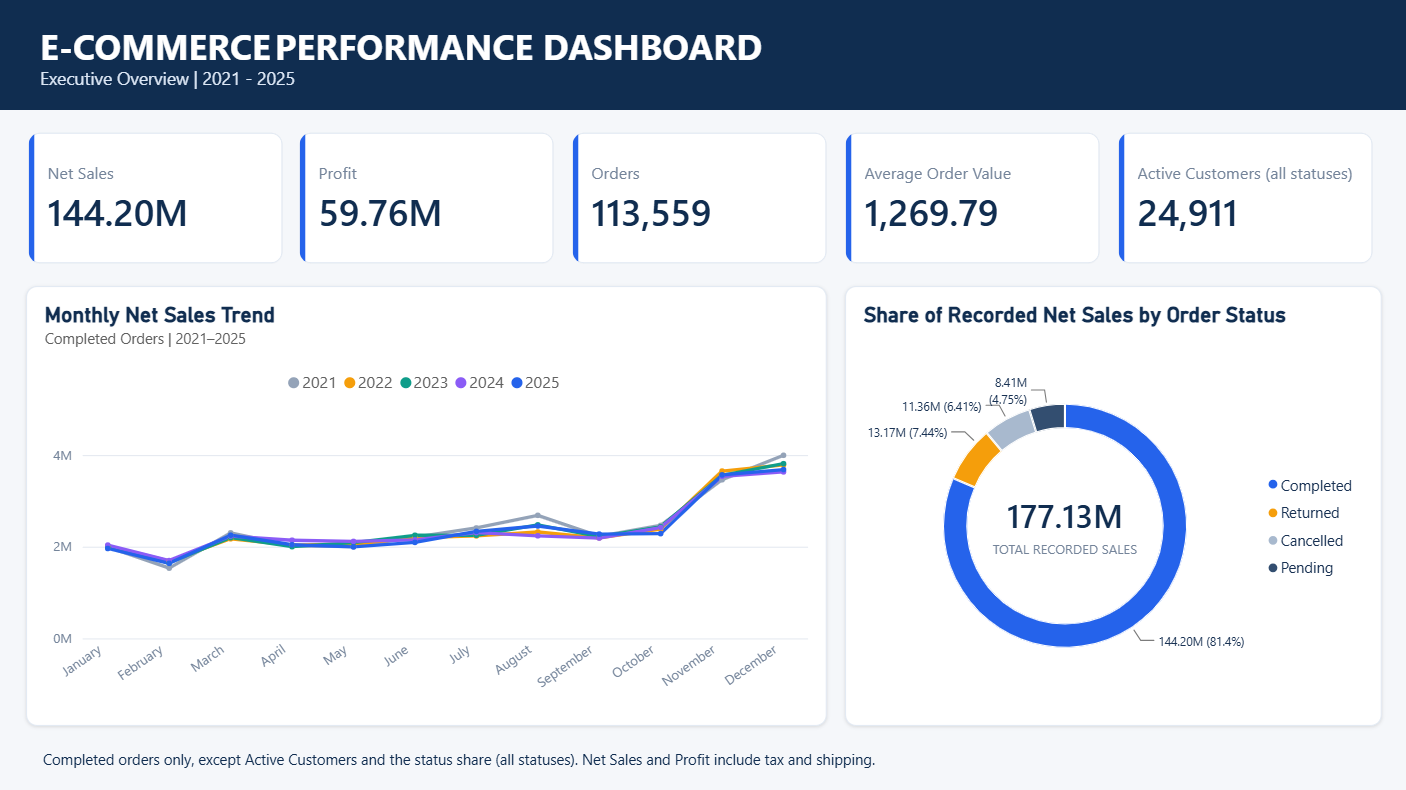 E-COMMERCE PERFORMANCE DASHBOARD
Executive Overview | 2021 - 2025
Net Sales
144.20M
Profit
59.76M
Orders
113,559
Average Order Value
1,269.79
Active Customers (all statuses)
24,911
Monthly Net Sales Trend
Completed Orders | 2021–2025
2021 2022 2023 2024 2025
4M
2M
0M
January February March April May June July August September October November December
Share of Recorded Net Sales by Order Status
8.41M
(4.75%)
11.36M (6.41%)
13.17M (7.44%)
177.13M
TOTAL RECORDED SALES
144.20M (81.4%)
Completed
Returned
Cancelled
Pending
Completed orders only, except Active Customers and the status share (all statuses). Net Sales and Profit include tax and shipping.